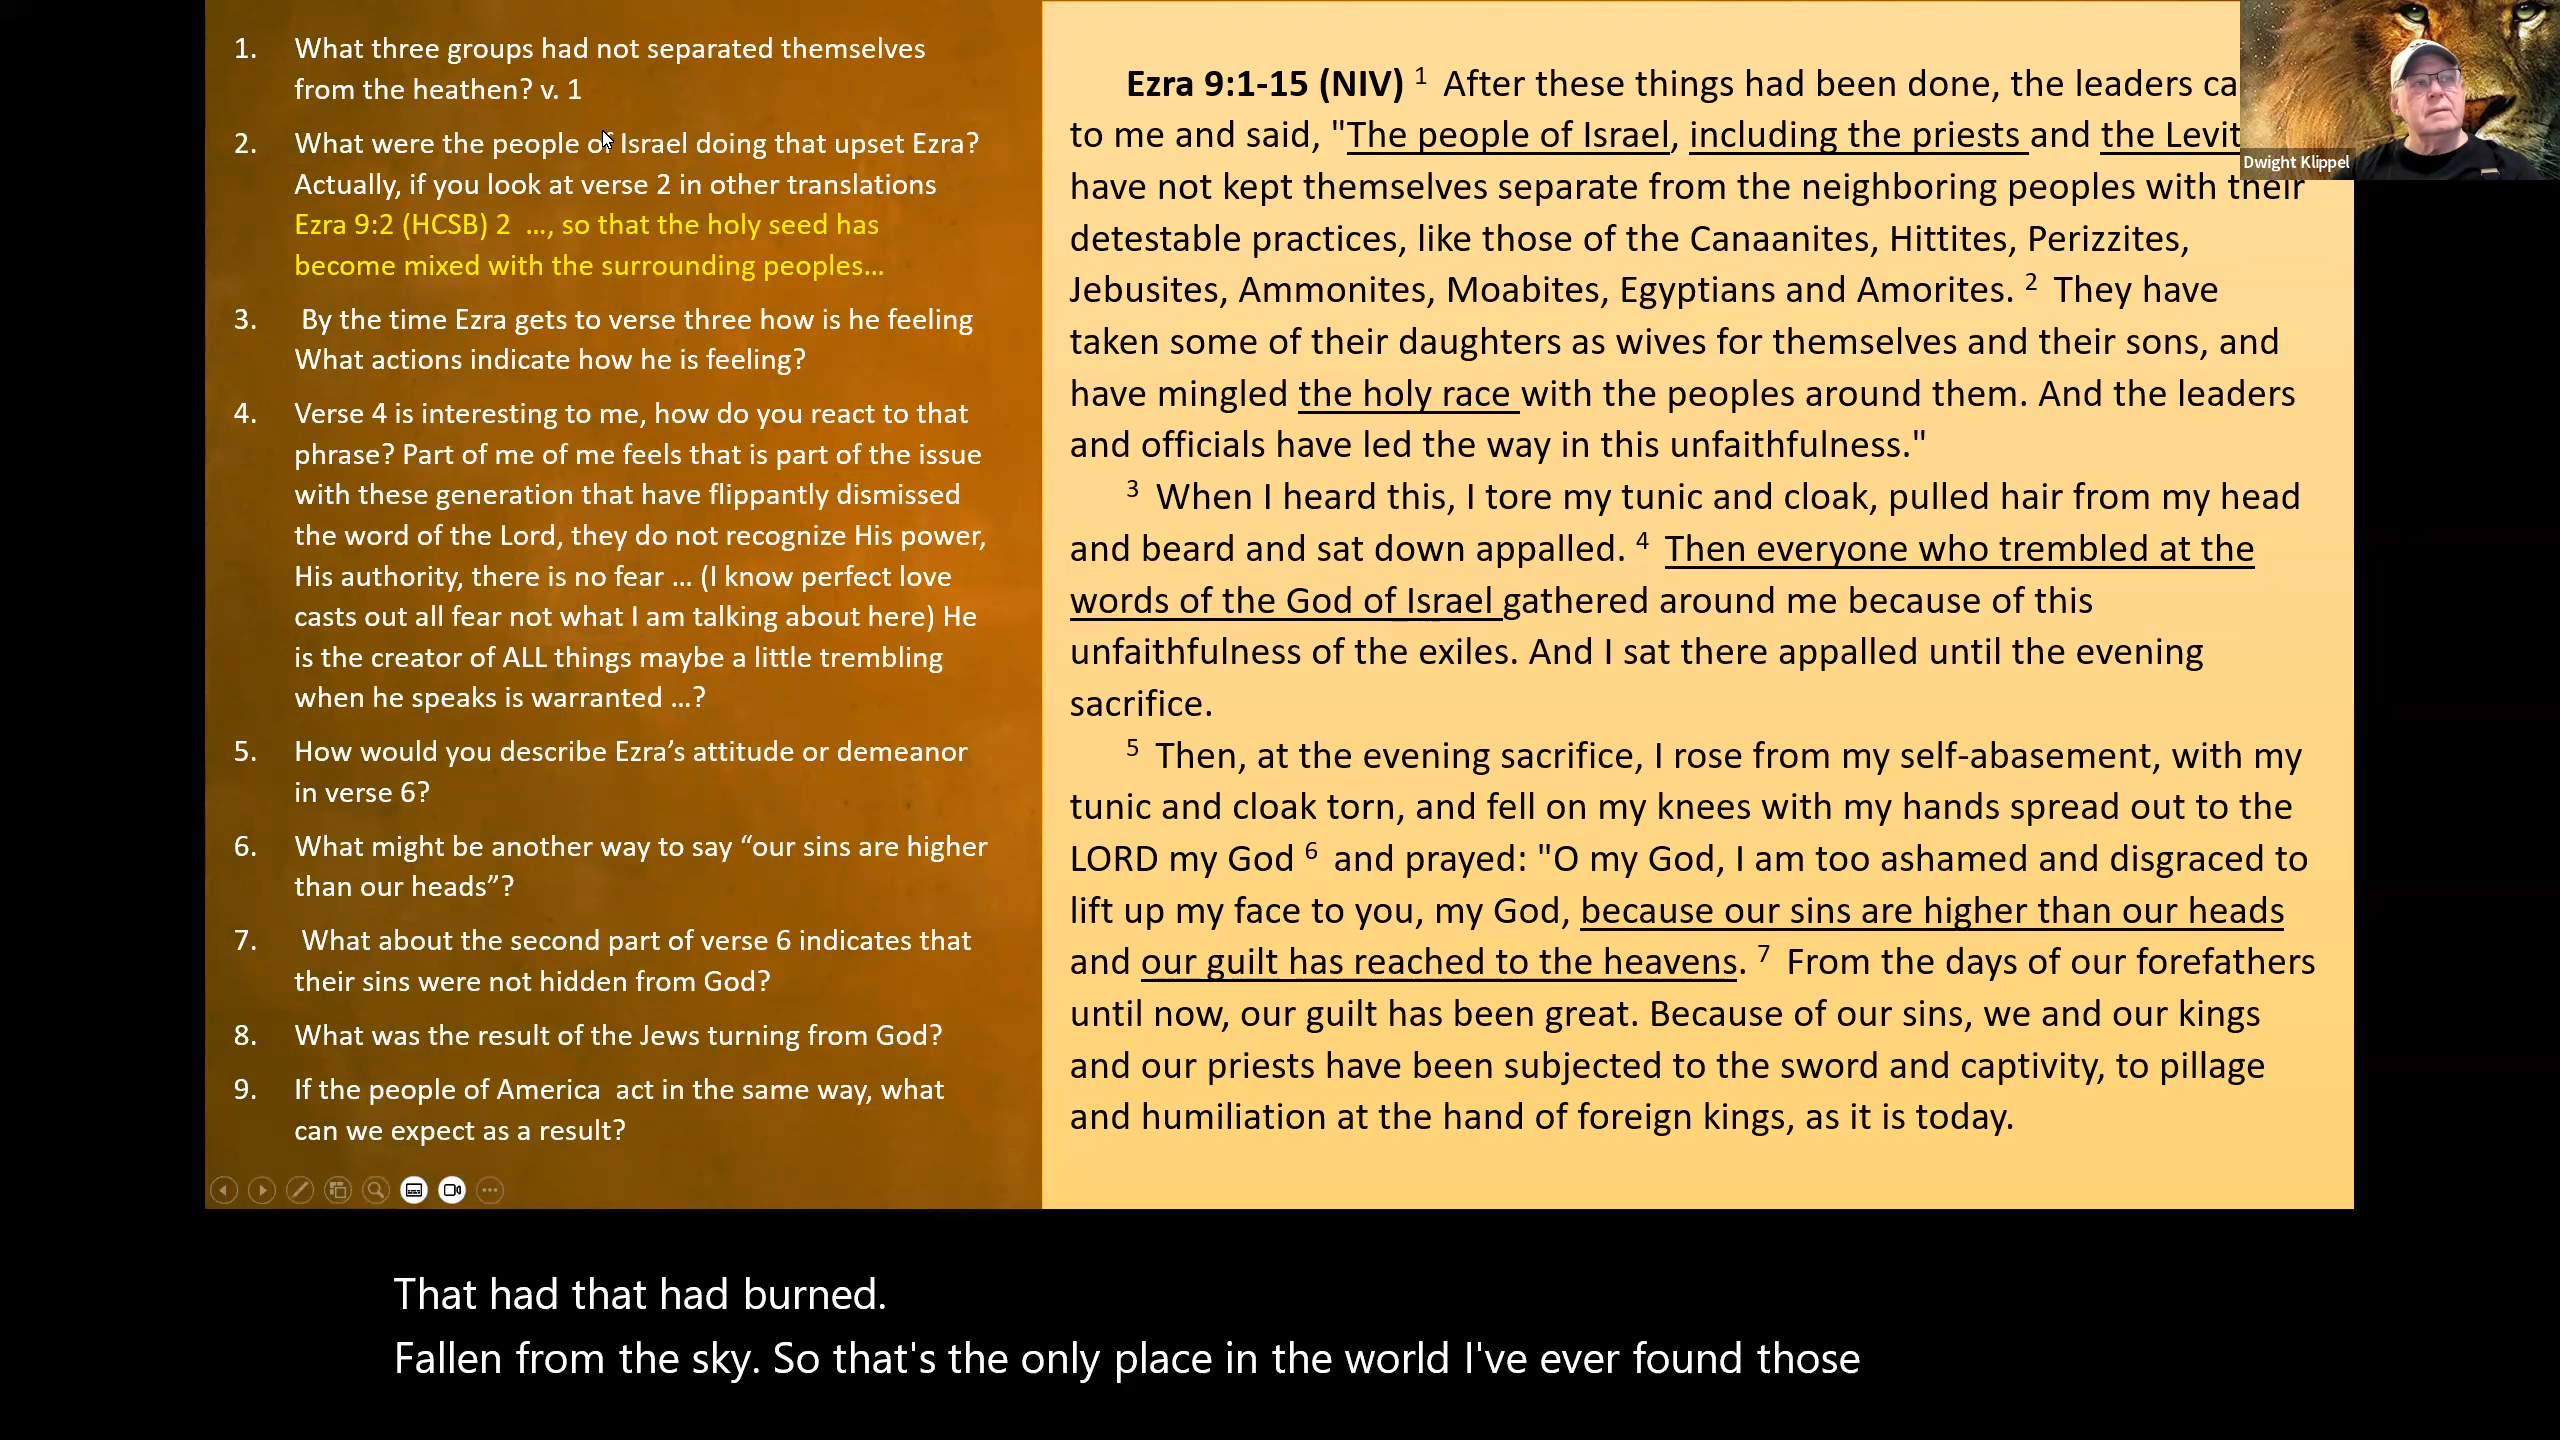 1. What three groups had not separated themselves
from the heathen? v. 1
2. What were the people of Israel doing that upset Ezra?
Actually, if you look at verse 2 in other translations
Ezra 9:2 (HCSB) 2 …, so that the holy seed has
become mixed with the surrounding peoples…
3. By the time Ezra gets to verse three how is he feeling
What actions indicate how he is feeling?
4. Verse 4 is interesting to me, how do you react to that
phrase? Part of me of me feels that is part of the issue
with these generation that have flippantly dismissed
the word of the Lord, they do not recognize His power,
His authority, there is no fear … (I know perfect love
casts out all fear not what I am talking about here) He
is the creator of ALL things maybe a little trembling
when he speaks is warranted …?
5. How would you describe Ezra’s attitude or demeanor
in verse 6?
6. What might be another way to say “our sins are higher
than our heads”?
7. What about the second part of verse 6 indicates that
their sins were not hidden from God?
8. What was the result of the Jews turning from God?
9. If the people of America act in the same way, what
can we expect as a result?
Ezra 9:1-15 (NIV) 1 After these things had been done, the leaders ca
to me and said, "The people of Israel, including the priests and the Levit
have not kept themselves separate from the neighboring peoples with their
detestable practices, like those of the Canaanites, Hittites, Perizzites,
Jebusites, Ammonites, Moabites, Egyptians and Amorites. 2 They have
taken some of their daughters as wives for themselves and their sons, and
have mingled the holy race with the peoples around them. And the leaders
and officials have led the way in this unfaithfulness."
3 When I heard this, I tore my tunic and cloak, pulled hair from my head
and beard and sat down appalled. 4 Then everyone who trembled at the
words of the God of Israel gathered around me because of this
unfaithfulness of the exiles. And I sat there appalled until the evening
sacrifice.
5 Then, at the evening sacrifice, I rose from my self-abasement, with my
tunic and cloak torn, and fell on my knees with my hands spread out to the
LORD my God 6 and prayed: "O my God, I am too ashamed and disgraced to
lift up my face to you, my God, because our sins are higher than our heads
and our guilt has reached to the heavens. 7 From the days of our forefathers
until now, our guilt has been great. Because of our sins, we and our kings
and our priests have been subjected to the sword and captivity, to pillage
and humiliation at the hand of foreign kings, as it is today.
Dwight Klippel
That had that had burned.
Fallen from the sky. So that's the only place in the world I've ever found those